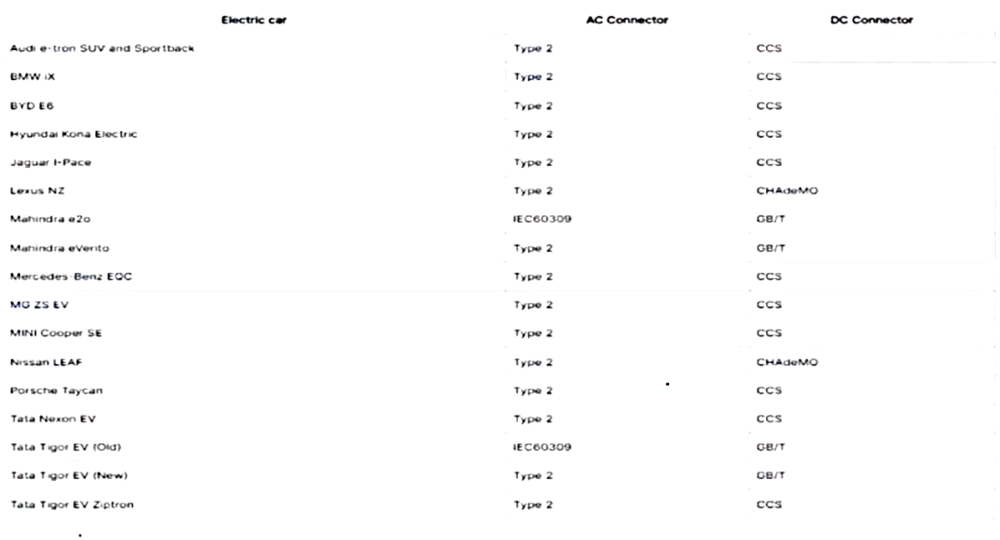 Electric car AC Connector DC Connector
Audi e-tron SUV and Sportback Type 2 CCS
BMW iX Type 2 CCS
BYD E6 Type 2 CCS
Hyundai Kona Electric Type 2 CCS
Jaguar I-Pace Type 2 CCS
Lexus NZ Type 2 CHAdeMO
Mahindra e2o IEC60309 GB/T
Mahindra eVerito Type 2 GB/T
Mercedes-Benz EQC Type 2 CCS
MG ZS EV Type 2 CCS
MINI Cooper SE Type 2 CCS
Nissan LEAF Type 2 CHAdeMO
Porsche Taycan Type 2 CCS
Tata Nexon EV Type 2 CCS
Tata Tigor EV (Old) IEC60309 GB/T
Tata Tigor EV (New) Type 2 GB/T
Tata Tigor EV Ziptron Type 2 CCS